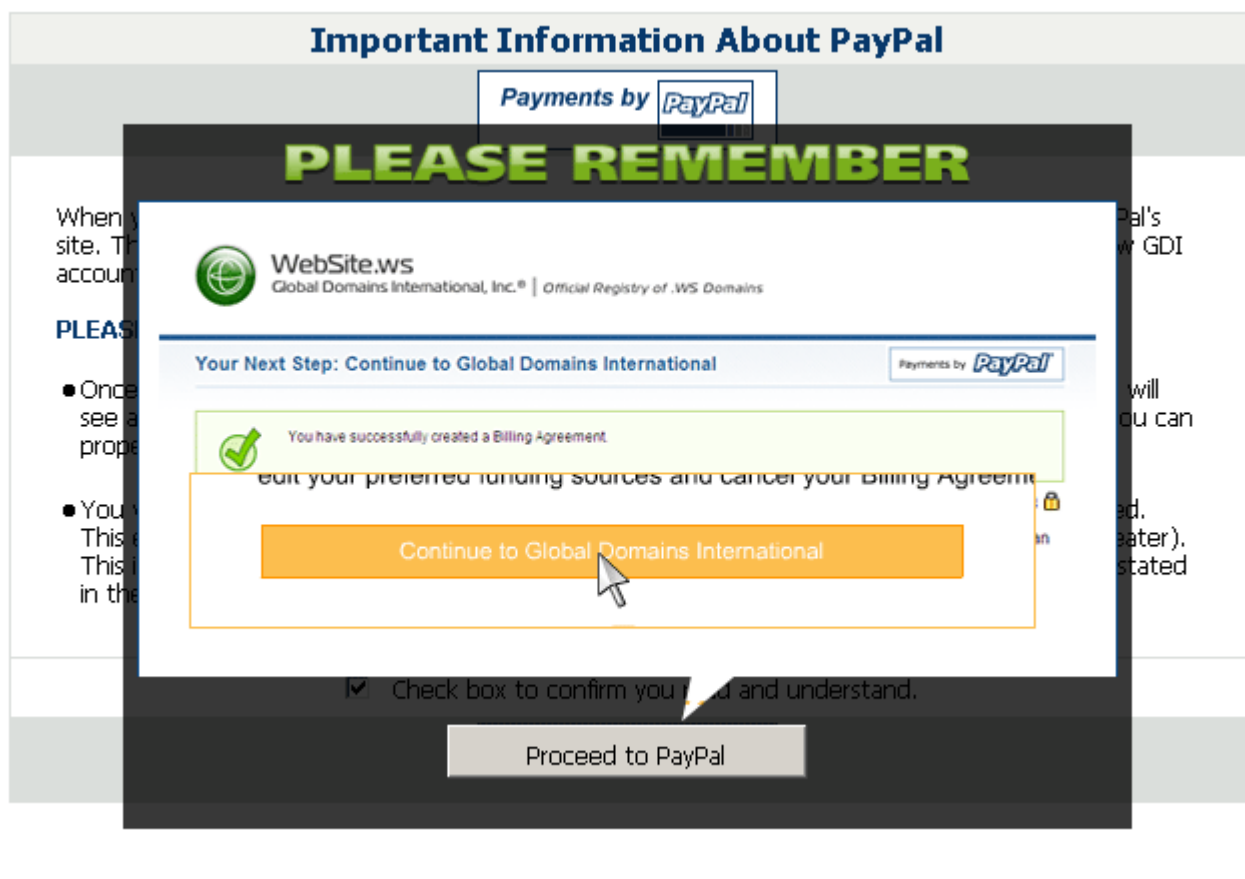 Important Information About PayPal
Payments by PayPal
PLEASE REMEMBER
When
Pal's
site.
GDI
WebSite.ws
Global Domains International, Inc.® | Official Registry of .WS Domains
PLEAS
Your Next Step: Continue to Global Domains International
Payments by PayPal
Once
will
see a
ou can
prope
You have successfully created a Billing Agreement.
edit your preferred funding sources and cancel your Billing Agreeme
You
ed.
This
eater).
an
Continue to Global Domains International
This i
stated
in the
Check box to confirm you and understand.
Proceed to PayPal